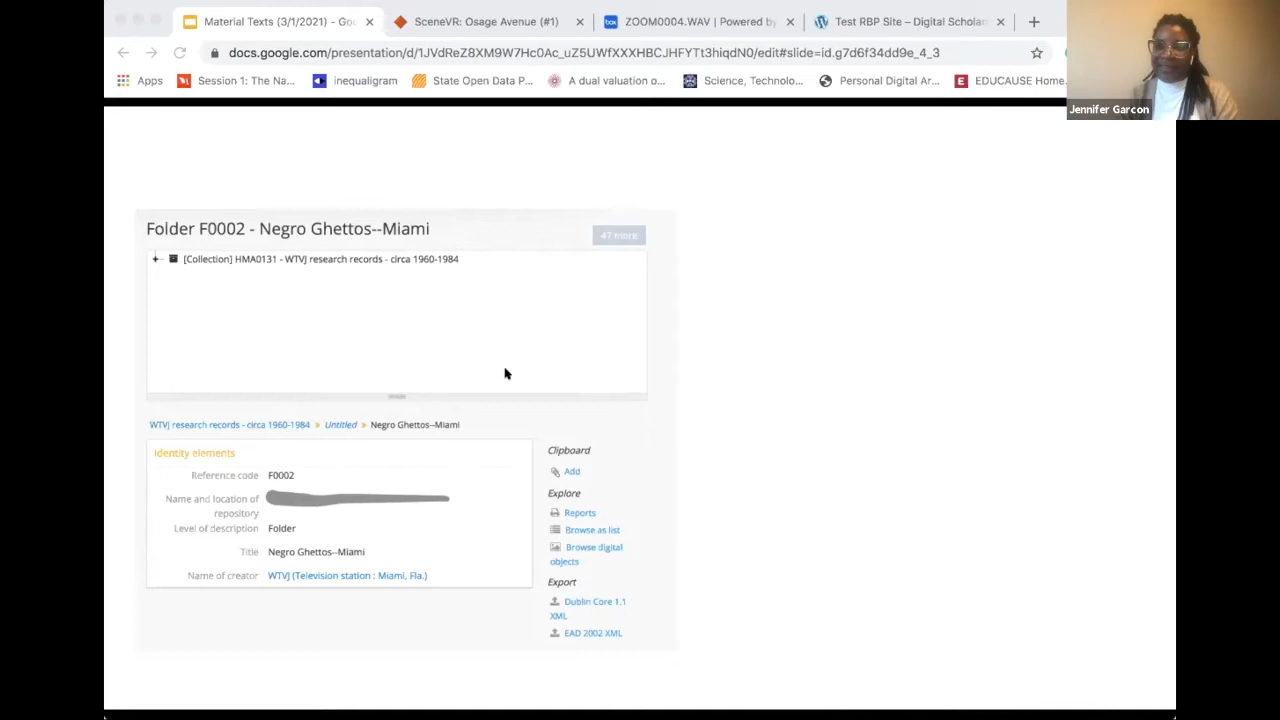 Material Texts (3/1/2021) - Goo
SceneVR: Osage Avenue (#1)
box
ZOOM0004.WAV | Powered by
Test RBP Site – Digital Scholar
docs.google.com/presentation/d/1JVdReZ8XM9W7Hc0Ac_uZ5UWfXXXHBCJHFYTt3hiqdN0/edit#slide=id.g7d6f34dd9e_4_3
Apps
Session 1: The Na...
inequaligram
State Open Data P...
A dual valuation o...
Science, Technolo...
Personal Digital Ar...
EDUCAUSE Home.
Jennifer Garcon
Folder F0002 - Negro Ghettos--Miami
47 more
[Collection] HMA0131 - WTVJ research records - circa 1960-1984
WTVJ research records - circa 1960-1984 » Untitled » Negro Ghettos--Miami
Identity elements
Reference code F0002
Name and location of
repository
Level of description Folder
Title Negro Ghettos--Miami
Name of creator WTVJ (Television station : Miami, Fla.)
Clipboard
Add
Explore
Reports
Browse as list
Browse digital
objects
Export
Dublin Core 1.1
XML
EAD 2002 XML